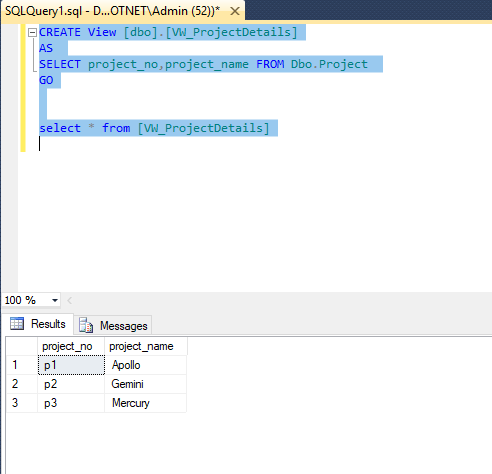 SQLQuery1.sql - D...OTNET\Admin (52))*
CREATE View [dbo].[VW_ProjectDetails]
AS
SELECT project_no,project_name FROM Dbo.Project
GO
select * from [VW_ProjectDetails]
100 %
Results Messages
project_no project_name
1 p1 Apollo
2 p2 Gemini
3 p3 Mercury